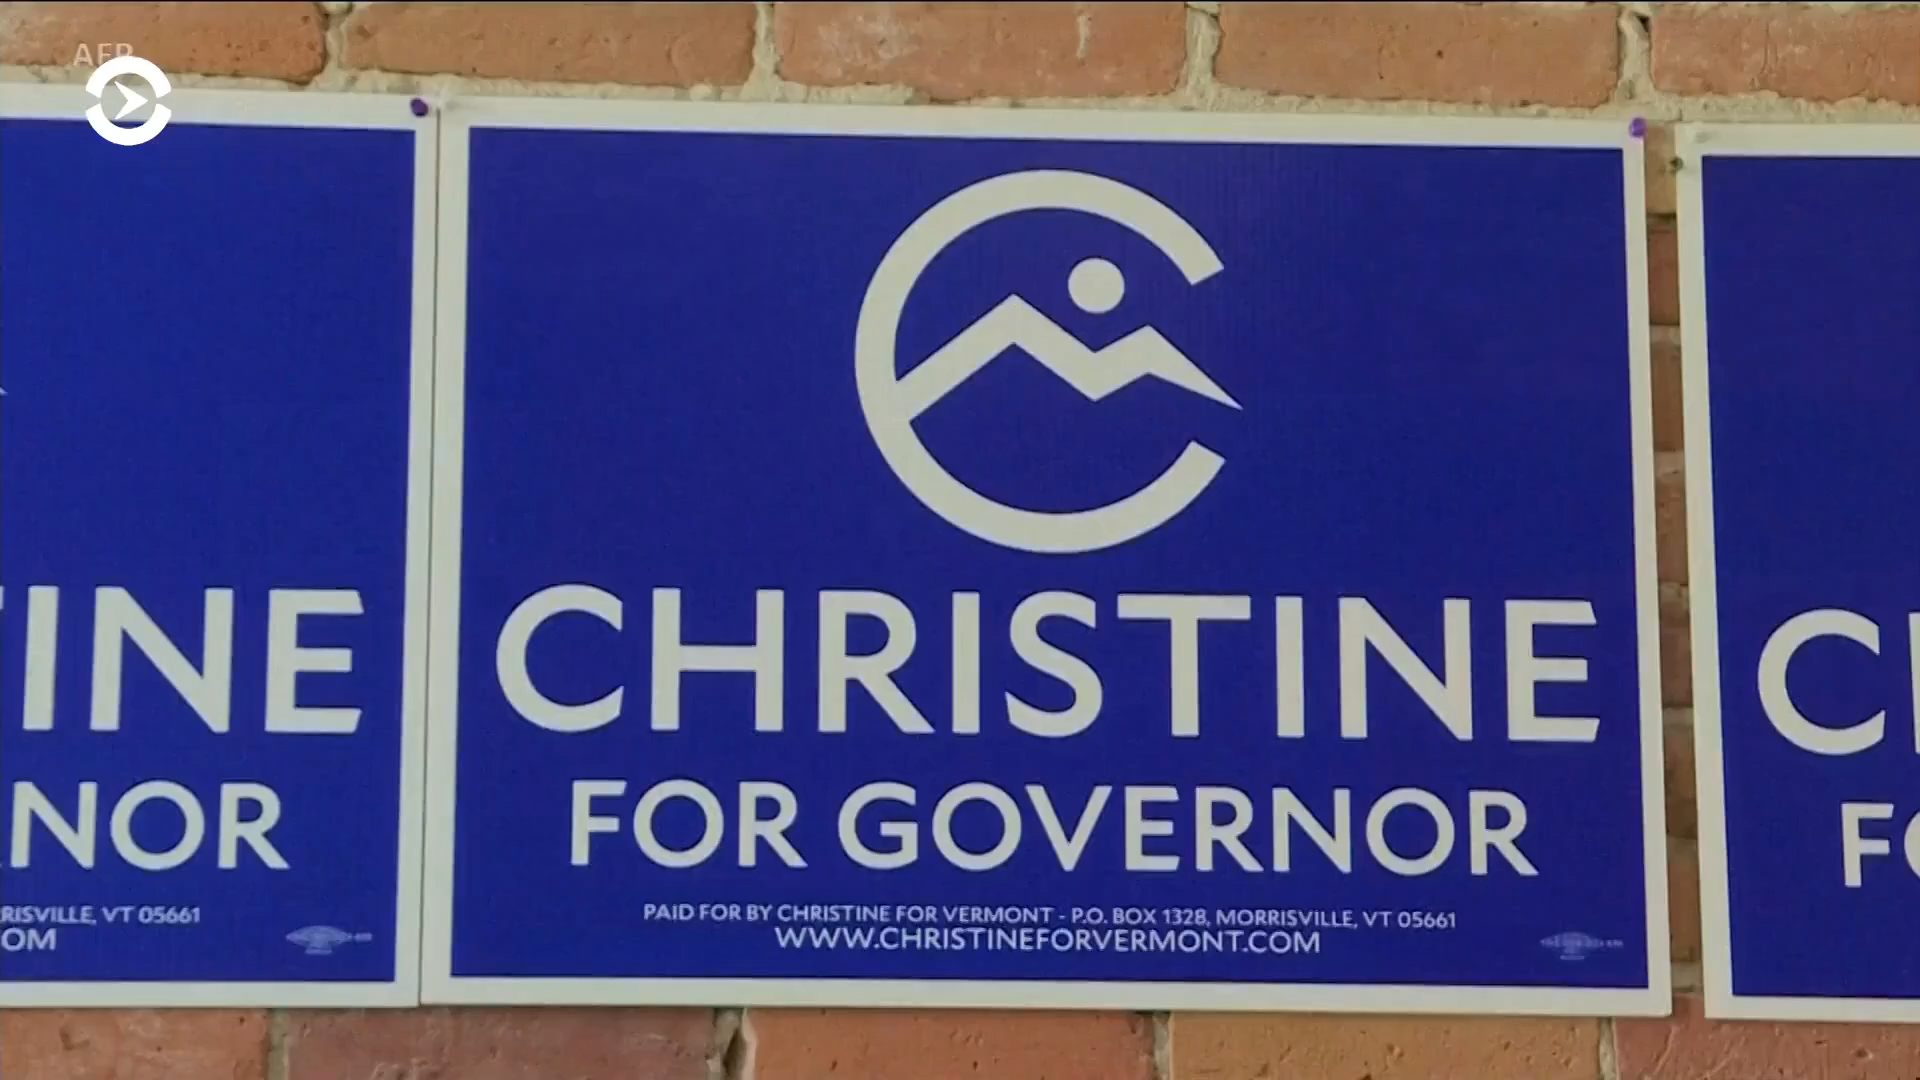 AFP
CHRISTINE
FOR GOVERNOR
PAID FOR BY CHRISTINE FOR VERMONT - P.O. BOX 1328, MORRISVILLE, VT 05661
WWW.CHRISTINEFORVERMONT.COM
TINE
RNOR
RISVILLE, VT 05661
OM
C
FO